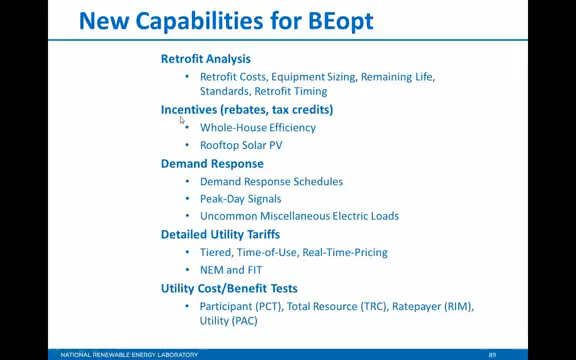 New Capabilities for BEopt
Retrofit Analysis
• Retrofit Costs, Equipment Sizing, Remaining Life,
Standards, Retrofit Timing
Incentives (rebates, tax credits)
• Whole-House Efficiency
• Rooftop Solar PV
Demand Response
• Demand Response Schedules
• Peak-Day Signals
• Uncommon Miscellaneous Electric Loads
Detailed Utility Tariffs
• Tiered, Time-of-Use, Real-Time-Pricing
• NEM and FIT
Utility Cost/Benefit Tests
• Participant (PCT), Total Resource (TRC), Ratepayer (RIM),
Utility (PAC)
NATIONAL RENEWABLE ENERGY LABORATORY
89